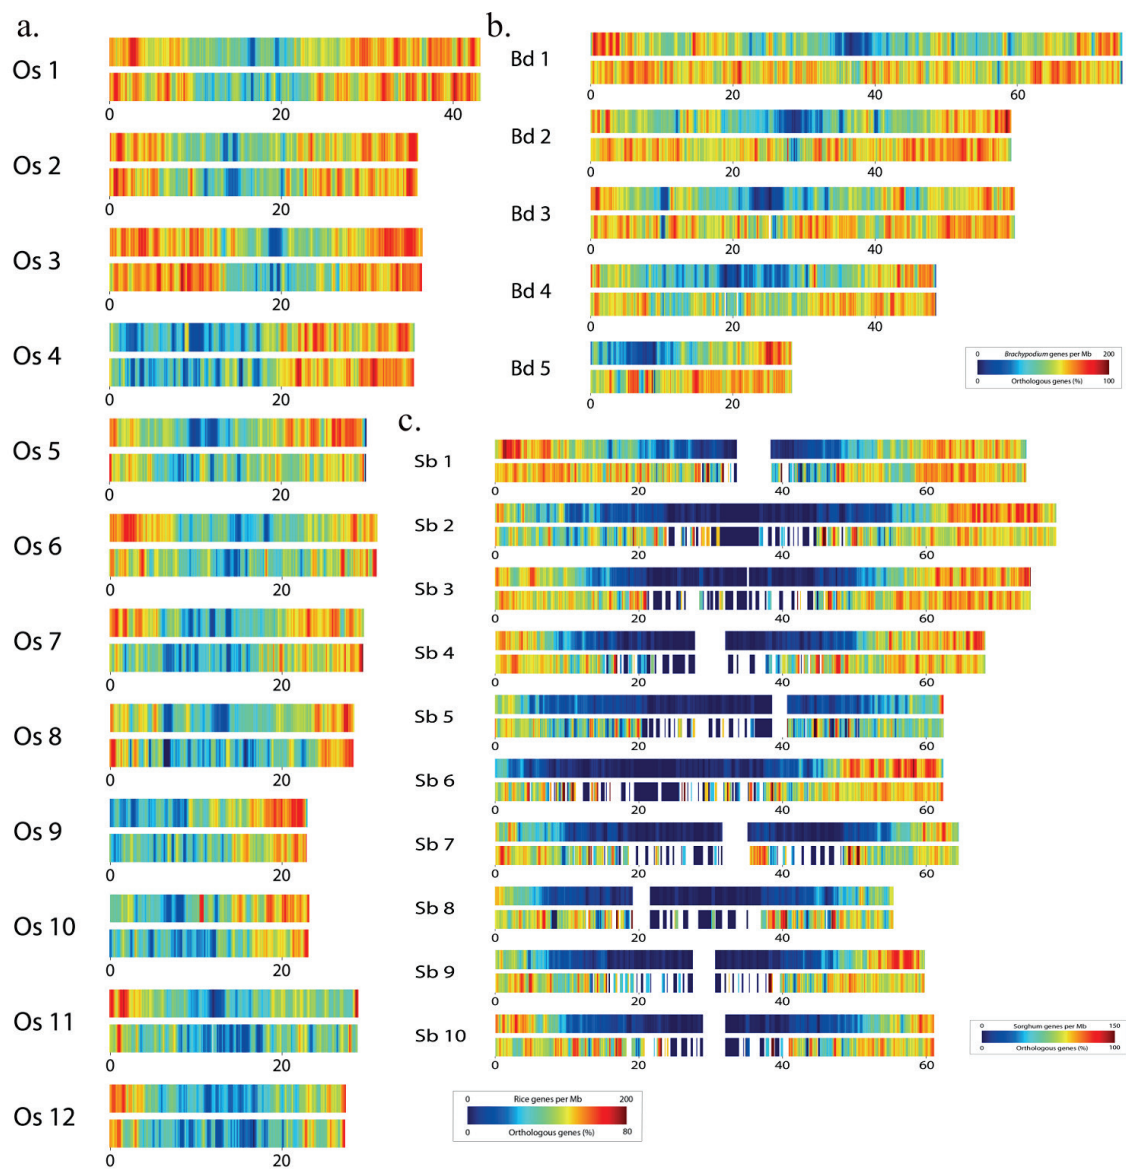 a.
Os 1
0 20 40
Os 2
0 20
Os 3
0 20
Os 4
0 20
Os 5
0 20
Os 6
0 20
Os 7
0 20
Os 8
0 20
Os 9
0 20
Os 10
0 20
Os 11
0 20
Os 12
0 20
0 Rice genes per Mb 200
0 Orthologous genes (%) 80
b.
Bd 1
0 20 40 60
Bd 2
0 20 40
Bd 3
0 20 40
Bd 4
0 20 40
Bd 5
0 20
0 Brachypodium genes per Mb 200
0 Orthologous genes (%) 100
c.
Sb 1
0 20 40 60
Sb 2
0 20 40 60
Sb 3
0 20 40 60
Sb 4
0 20 40 60
Sb 5
0 20 40 60
Sb 6
0 20 40 60
Sb 7
0 20 40 60
Sb 8
0 20 40
Sb 9
0 20 40
Sb 10
0 20 40 60
0 Sorghum genes per Mb 150
0 Orthologous genes (%) 100